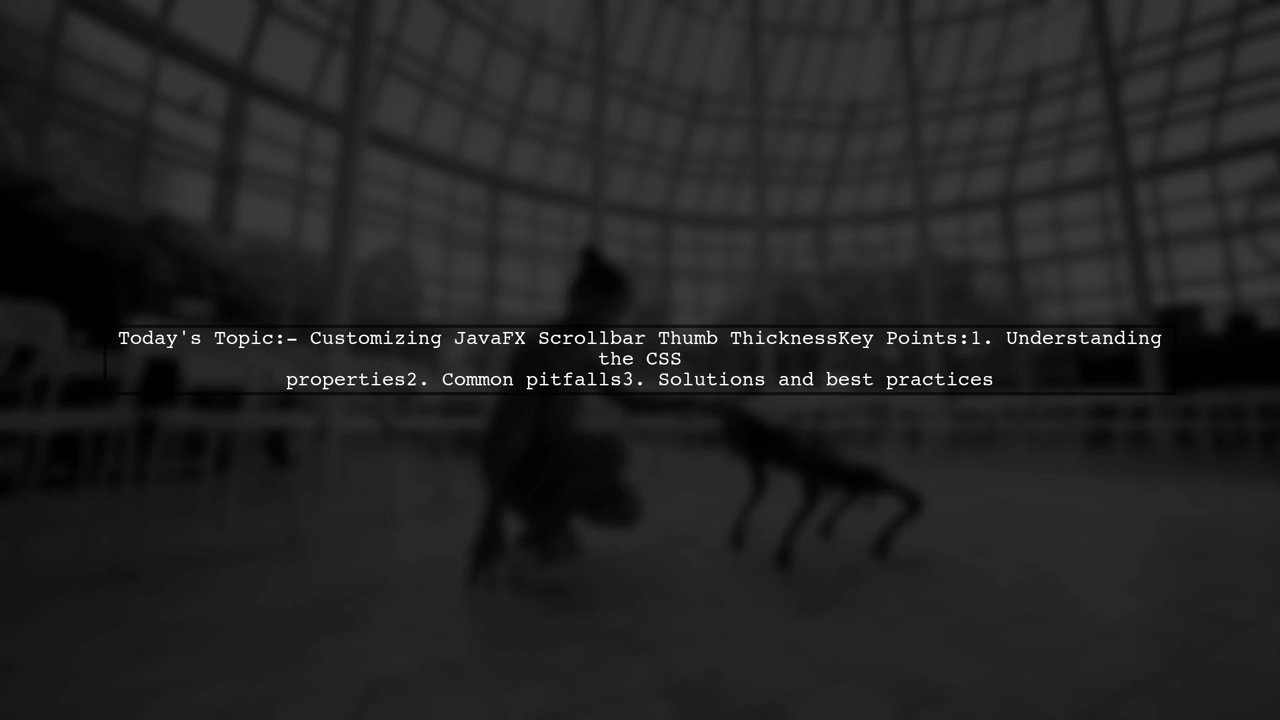 Today's Topic:- Customizing JavaFX Scrollbar Thumb ThicknessKey Points:1. Understanding
the CSS
properties2. Common pitfalls3. Solutions and best practices